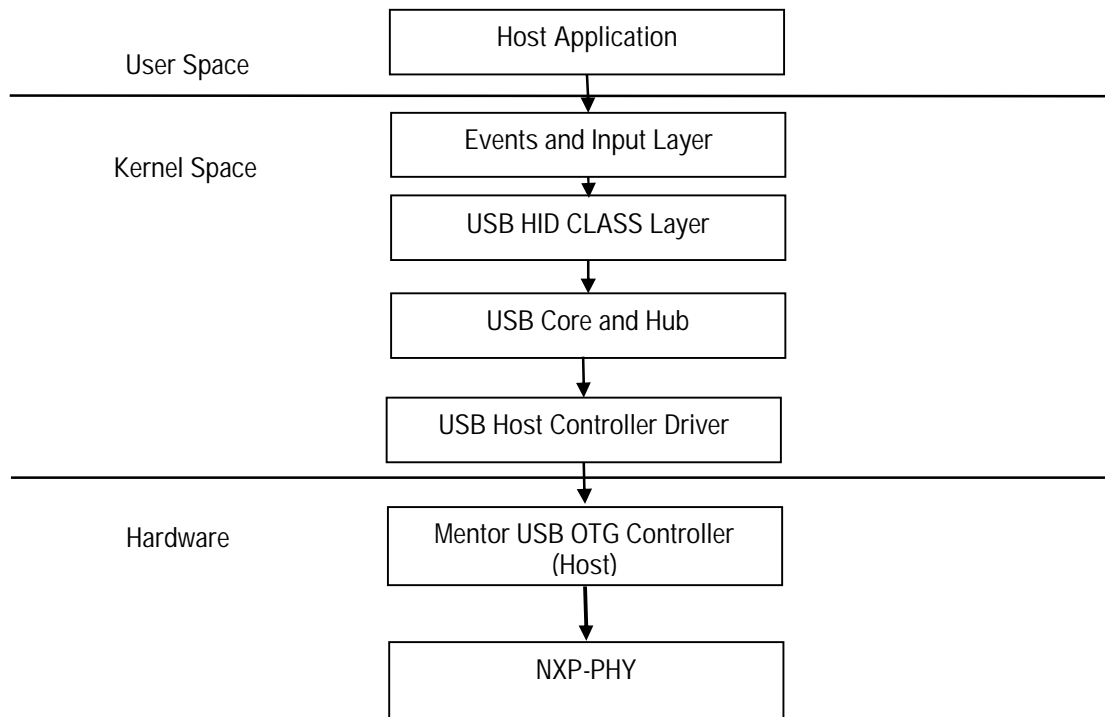 Host Application
User Space
Events and Input Layer
Kernel Space
USB HID CLASS Layer
USB Core and Hub
USB Host Controller Driver
Hardware
Mentor USB OTG Controller
(Host)
NXP-PHY